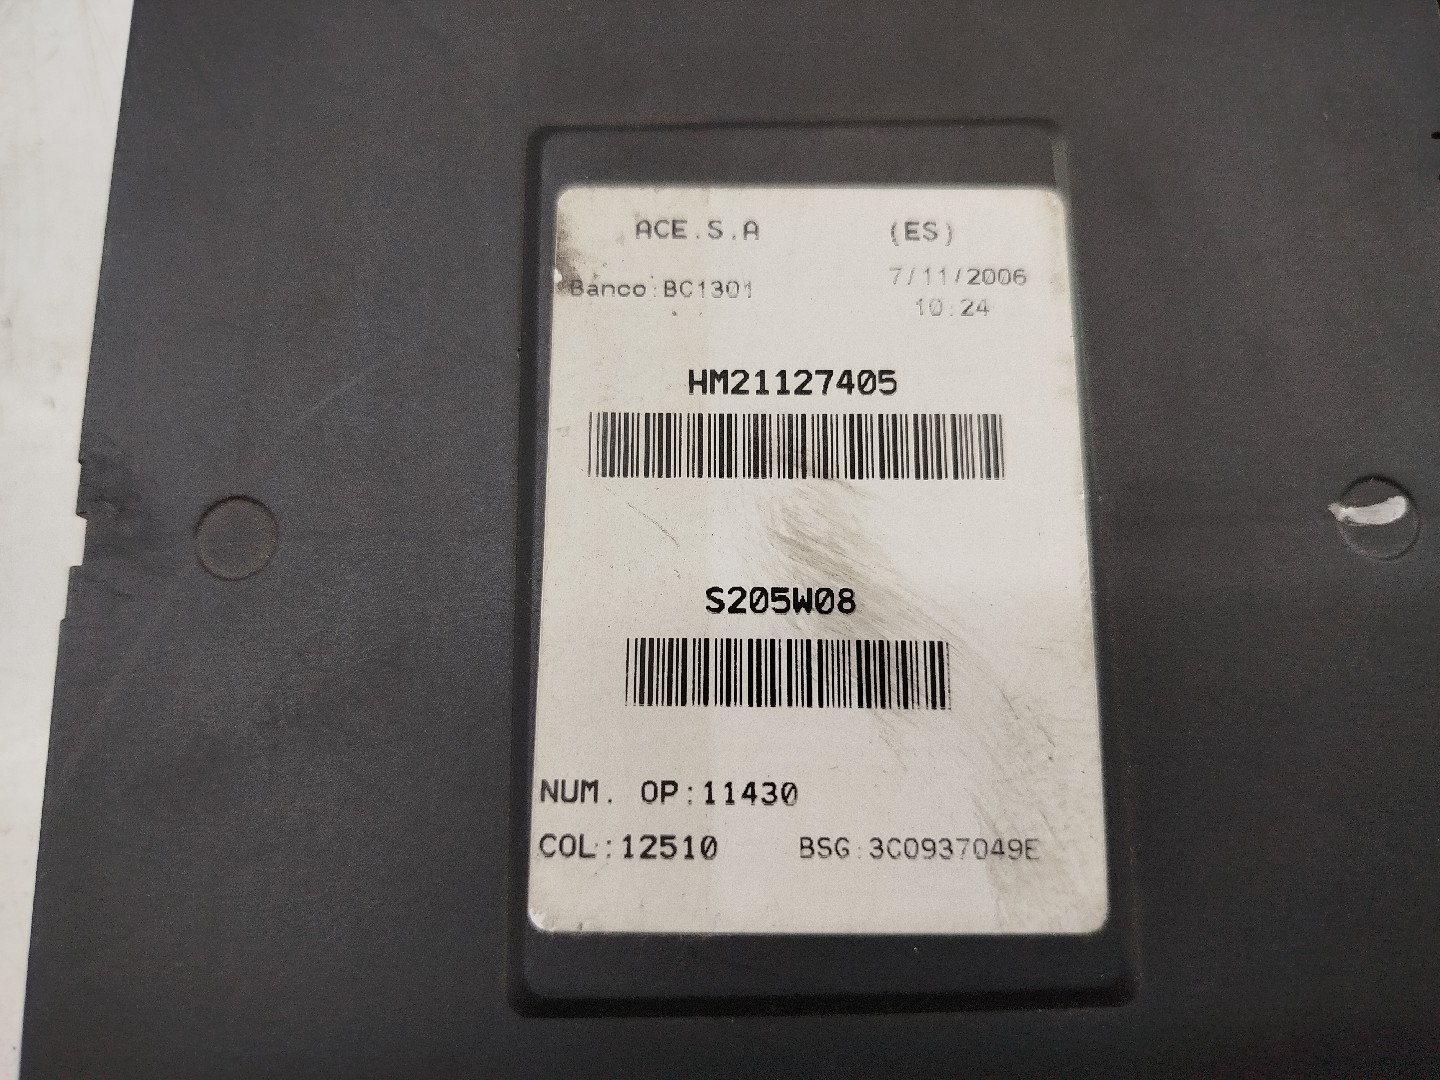 ACE.S.A (ES)
Banco:BC1301 7/11/2006
10:24
HM21127405
S205W08
NUM. OP:11430
COL:12510 BSG:3C0937049E